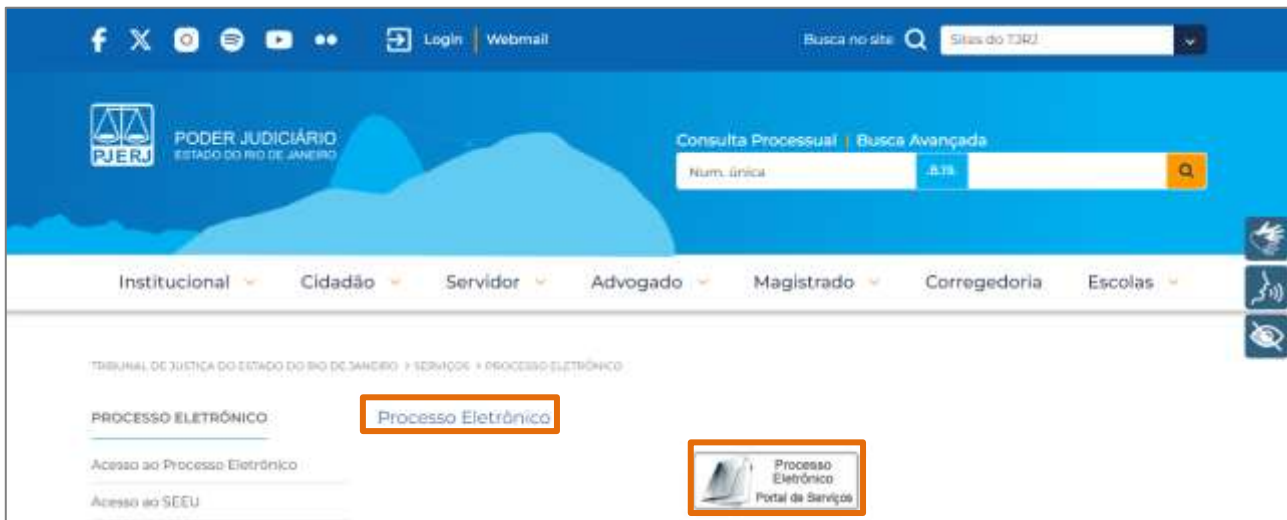 Login | Webmail
Busca no site
Sites do TJRJ
PJERJ
PODER JUDICIÁRIO
ESTADO DO RIO DE JANEIRO
Consulta Processual | Busca Avançada
Num. única
.8.19.
Institucional
Cidadão
Servidor
Advogado
Magistrado
Corregedoria
Escolas
TRIBUNAL DE JUSTIÇA DO ESTADO DO RIO DE JANEIRO > SERVIÇOS > PROCESSO ELETRÔNICO
PROCESSO ELETRÔNICO
Processo Eletrônico
Acesso ao Processo Eletrônico
Processo
Eletrônico
Portal de Serviços
Acesso ao SEEU